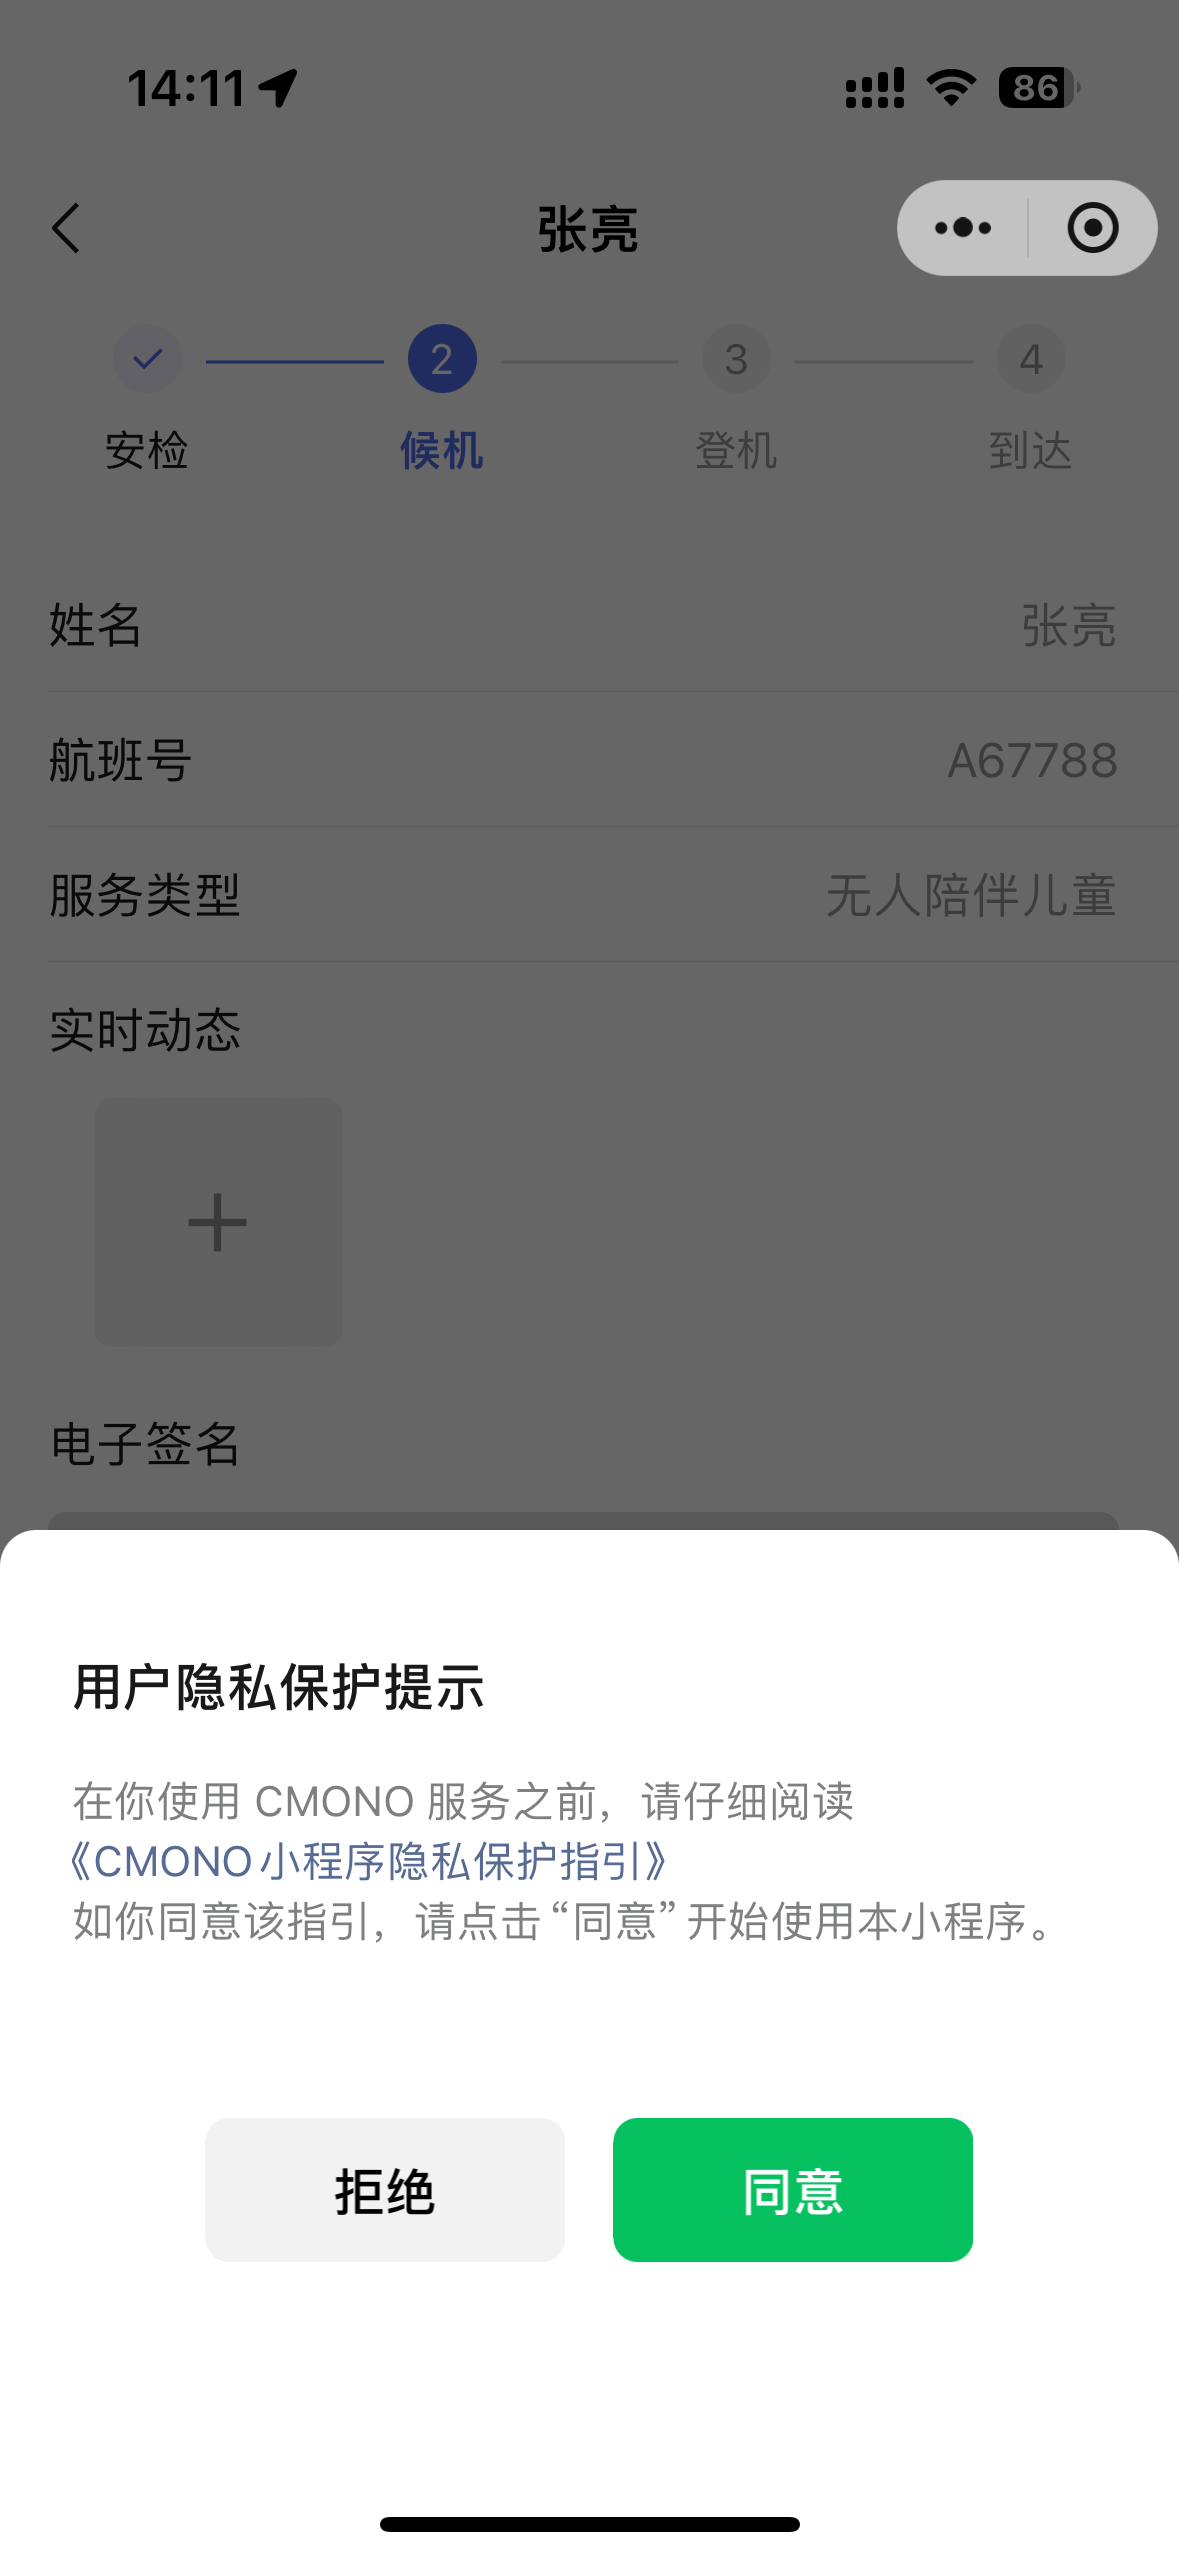 14:11
86
张亮
2
3
4
安检
候机
登机
到达
姓名 张亮
航班号 A67788
服务类型 无人陪伴儿童
实时动态
电子签名
用户隐私保护提示
在你使用 CMONO 服务之前，请仔细阅读
《CMONO小程序隐私保护指引》
如你同意该指引，请点击“同意”开始使用本小程序。
拒绝
同意